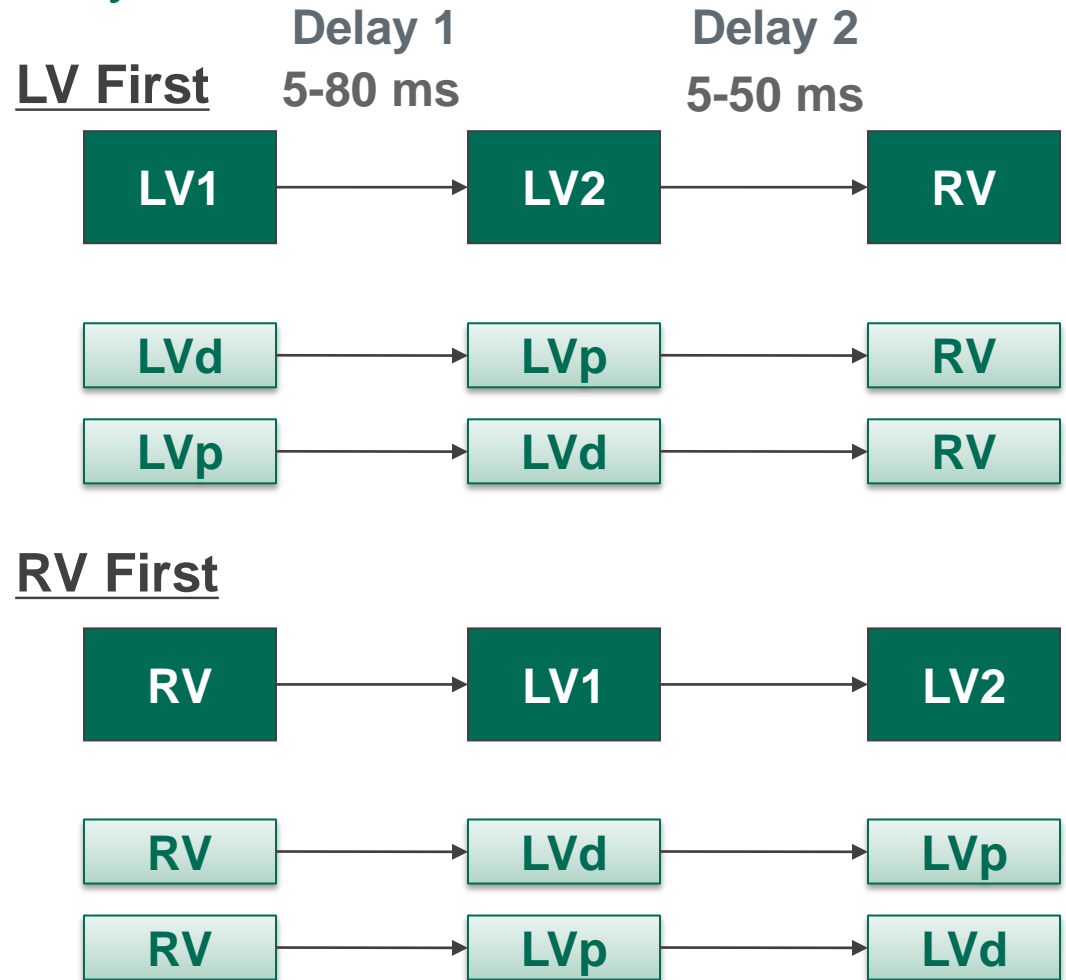 Delay 1 Delay 2
LV First 5-80 ms 5-50 ms
LV1 LV2 RV
LVd LVp RV
LVp LVd RV
RV First
RV LV1 LV2
RV LVd LVp
RV LVp LVd